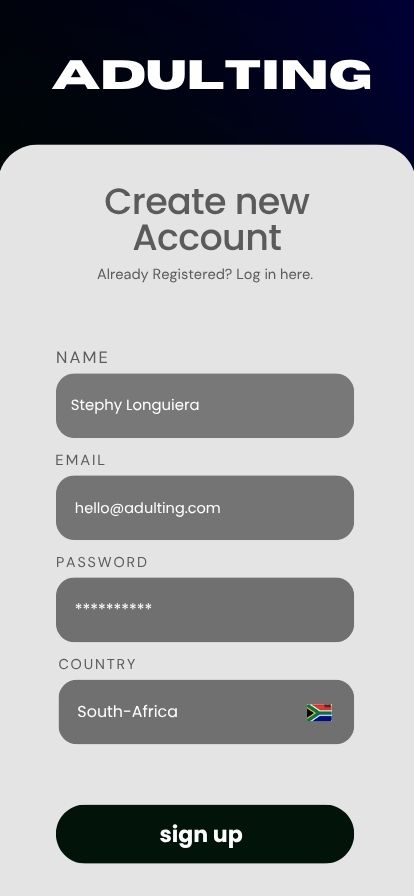 ADULTING
Create new
Account
Already Registered? Log in here.
NAME
Stephy Longuiera
EMAIL
hello@adulting.com
PASSWORD
**********
COUNTRY
South-Africa
sign up